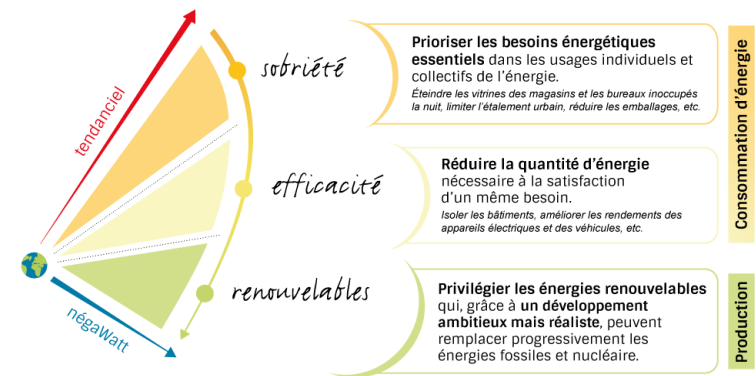 tendanciel
négaWatt
sobriété
Prioriser les besoins énergétiques
essentiels dans les usages individuels et
collectifs de l'énergie.
Éteindre les vitrines des magasins et les bureaux inoccupés
la nuit, limiter l'étalement urbain, réduire les emballages, etc.
efficacité
Réduire la quantité d'énergie
nécessaire à la satisfaction
d'un même besoin.
Isoler les bâtiments, améliorer les rendements des
appareils électriques et des véhicules, etc.
Consommation d'énergie
renouvelables
Privilégier les énergies renouvelables
qui, grâce à un développement
ambitieux mais réaliste, peuvent
remplacer progressivement les
énergies fossiles et nucléaire.
Production